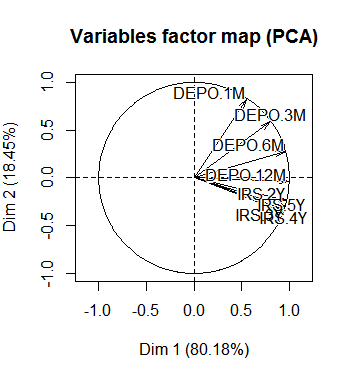 Variables factor map (PCA)
Dim 2 (18.45%)
1.0
0.5
0.0
-0.5
-1.0
DEPO.1M
DEPO.3M
DEPO.6M
DEPO.12M
IRS.2Y
IRS.5Y
IRS.3Y
IRS.4Y
-1.0 -0.5 0.0 0.5 1.0
Dim 1 (80.18%)